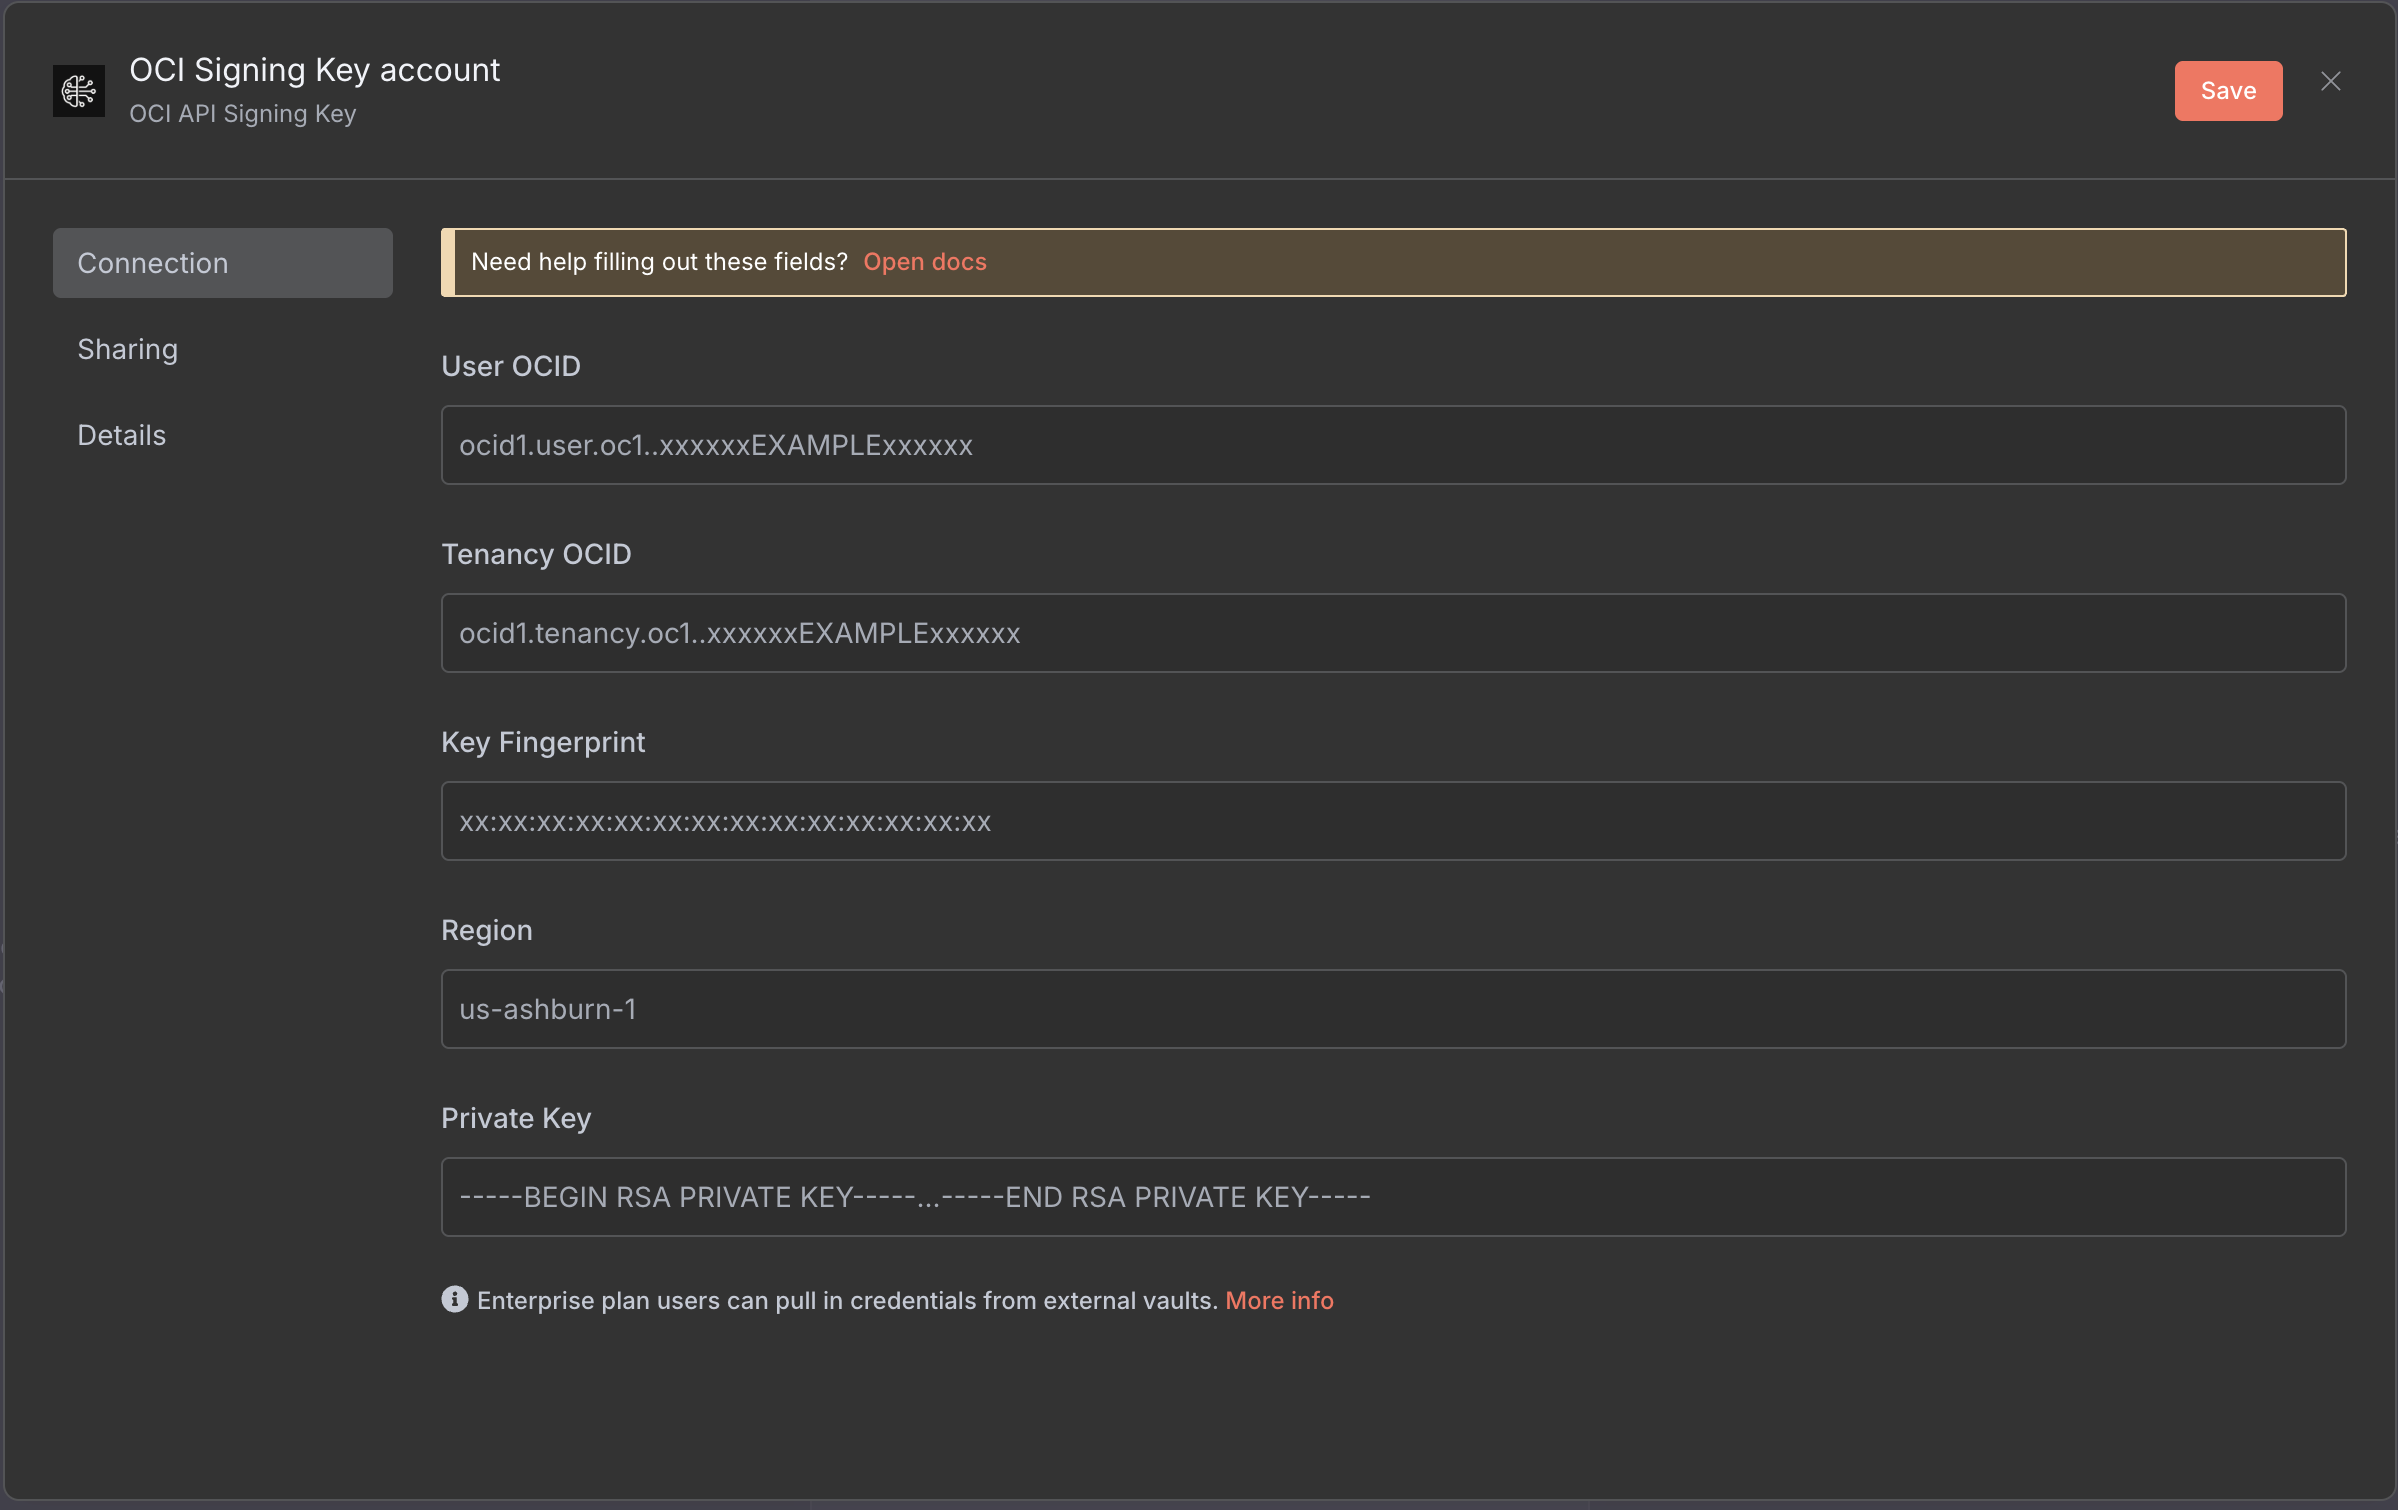 OCI Signing Key account
OCI API Signing Key
Save
Connection
Sharing
Details
Need help filling out these fields? Open docs
User OCID
ocid1.user.oc1..xxxxxxEXAMPLExxxxxx
Tenancy OCID
ocid1.tenancy.oc1..xxxxxxEXAMPLExxxxxx
Key Fingerprint
xx:xx:xx:xx:xx:xx:xx:xx:xx:xx:xx:xx:xx:xx
Region
us-ashburn-1
Private Key
-----BEGIN RSA PRIVATE KEY-----...-----END RSA PRIVATE KEY-----
Enterprise plan users can pull in credentials from external vaults. More info